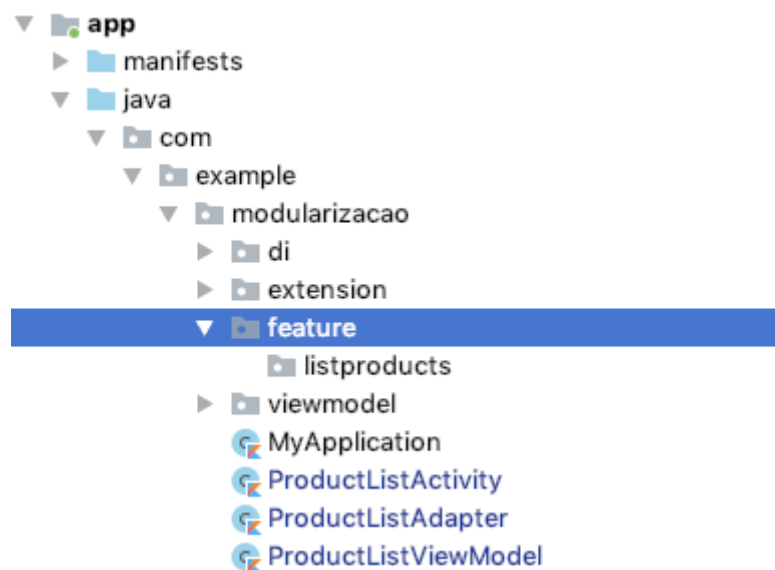 app
manifests
java
com
example
modularizacao
di
extension
feature
listproducts
viewmodel
MyApplication
ProductListActivity
ProductListAdapter
ProductListViewModel